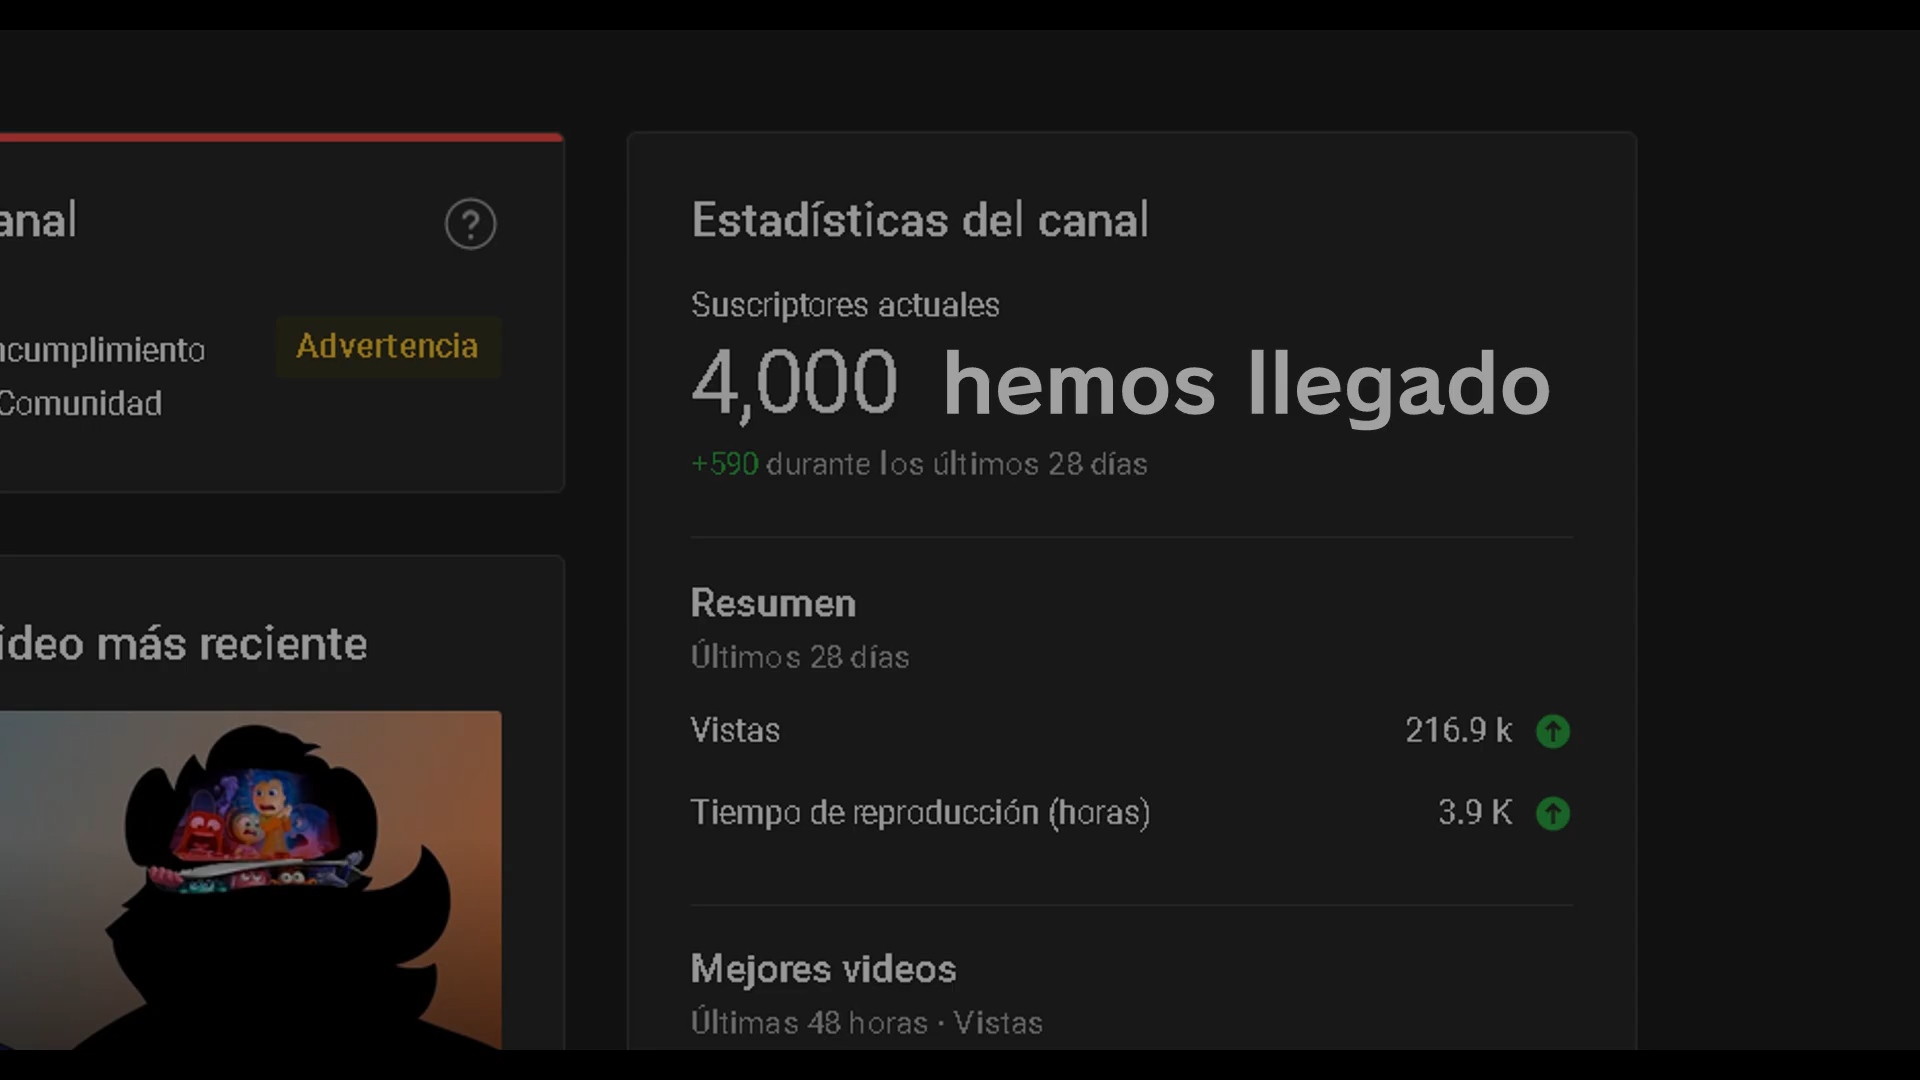 anal
ncumplimiento
Comunidad
Advertencia
ideo más reciente
Estadísticas del canal
Suscriptores actuales
4,000 hemos llegado
+590 durante los últimos 28 días
Resumen
Últimos 28 días
Vistas 216.9 k
Tiempo de reproducción (horas) 3.9 K
Mejores videos
Últimas 48 horas · Vistas